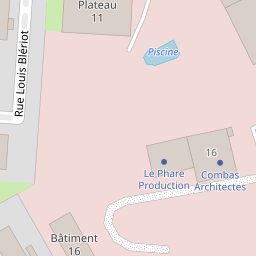 Plateau
11
Rue Louis Blériot
Piscine
16
Le Phare
Production
Combas
Architectes
Bâtiment
16